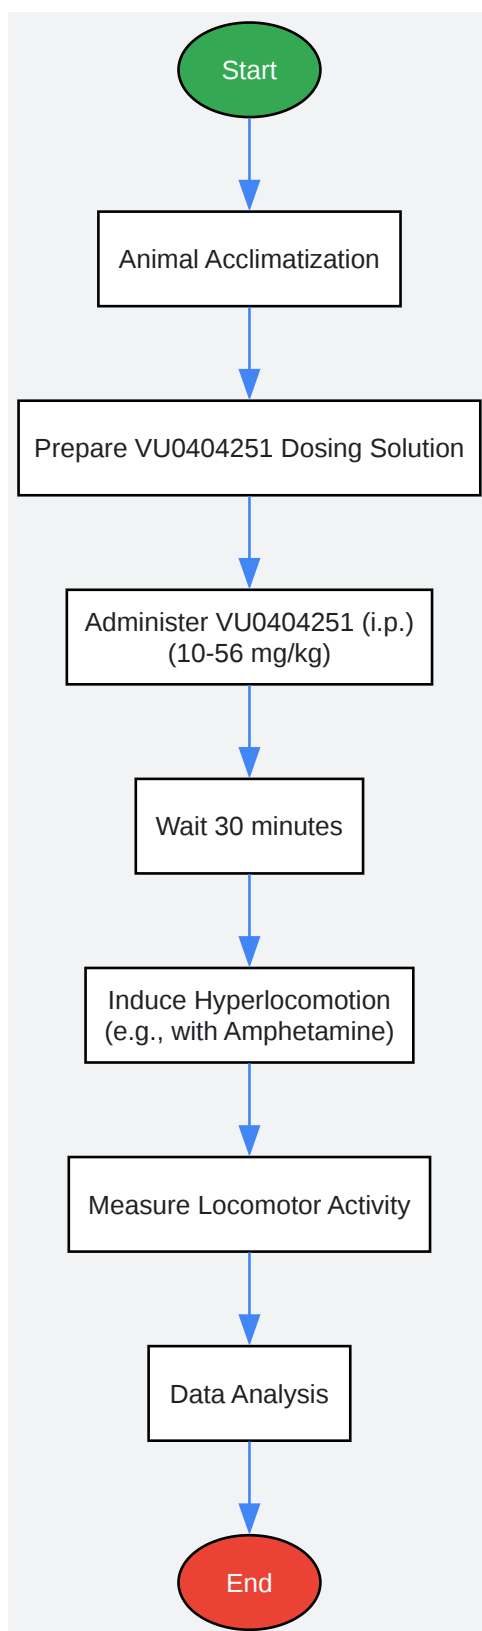 Start
Animal Acclimatization
Prepare VU0404251 Dosing Solution
Administer VU0404251 (i.p.)
(10-56 mg/kg)
Wait 30 minutes
Induce Hyperlocomotion
(e.g., with Amphetamine)
Measure Locomotor Activity
Data Analysis
End